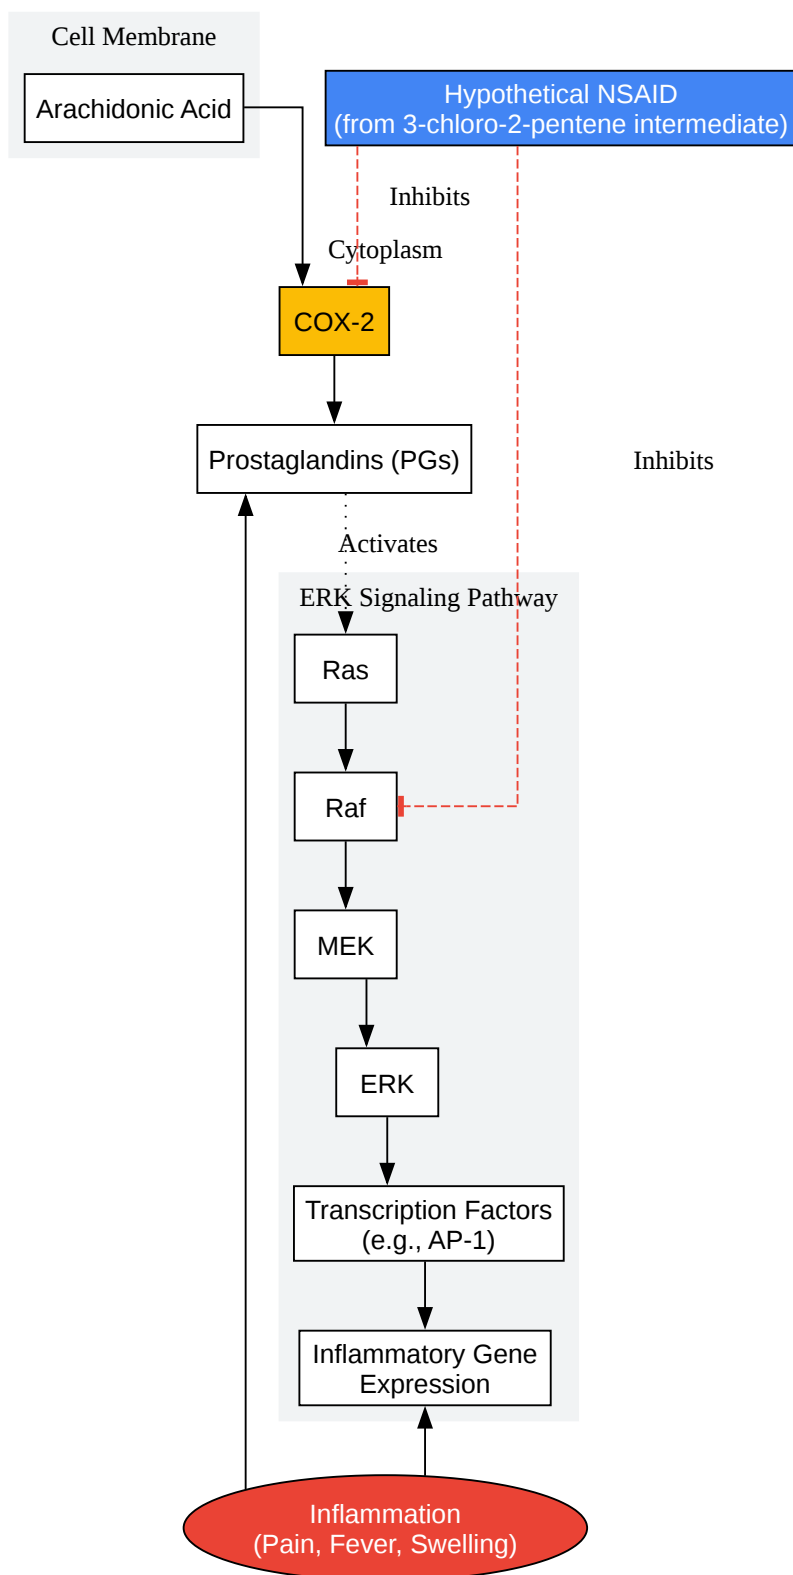 Cell Membrane
Arachidonic Acid
Hypothetical NSAID
(from 3-chloro-2-pentene intermediate)
Inhibits
Cytoplasm
COX-2
Prostaglandins (PGs)
Inhibits
Activates
ERK Signaling Pathway
Ras
Raf
MEK
ERK
Transcription Factors
(e.g., AP-1)
Inflammatory Gene
Expression
Inflammation
(Pain, Fever, Swelling)